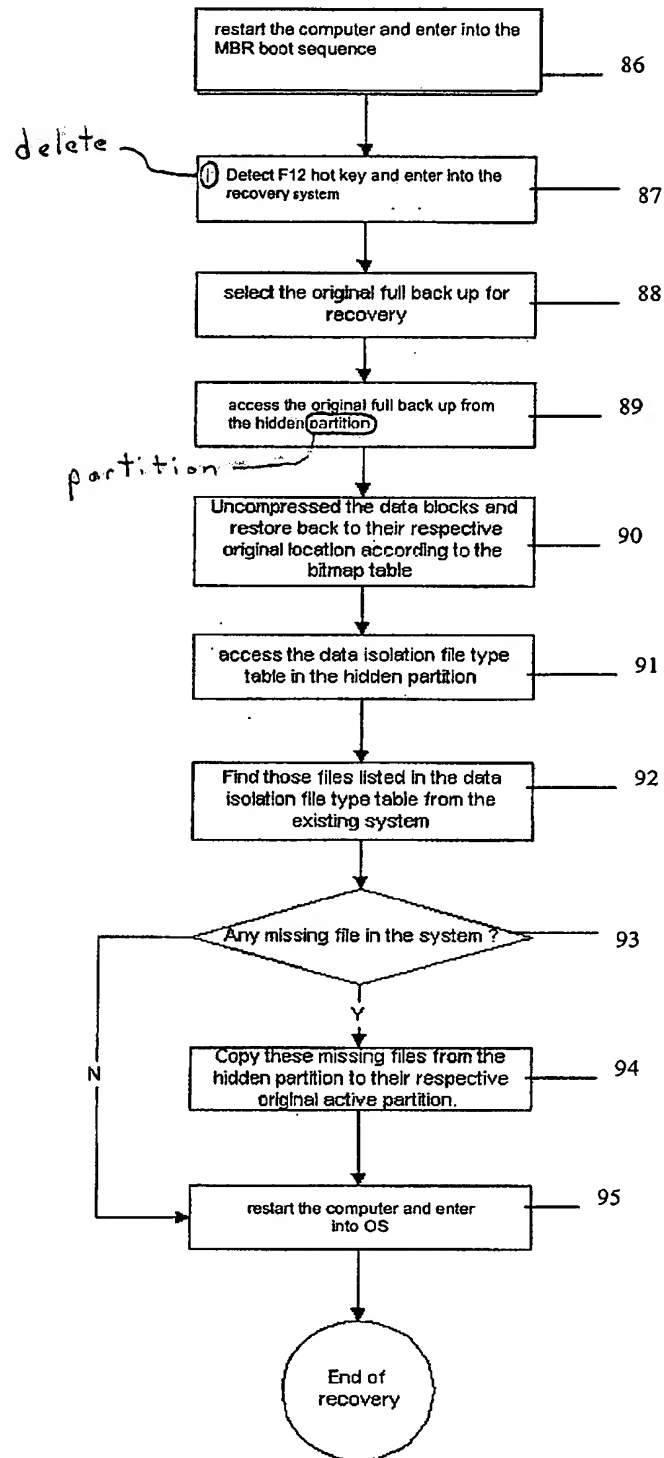 restart the computer and enter into the
MBR boot sequence
86
delete
i Detect F12 hot key and enter into the
recovery system
87
select the original full back up for
recovery
88
access the original full back up from
the hidden partition
89
partition
Uncompressed the data blocks and
restore back to their respective
original location according to the
bitmap table
90
access the data isolation file type
table in the hidden partition
91
Find those files listed in the data
isolation file type table from the
existing system
92
Any missing file in the system ?
93
Y
N
Copy these missing files from the
hidden partition to their respective
original active partition.
94
restart the computer and enter
into OS
95
End of
recovery